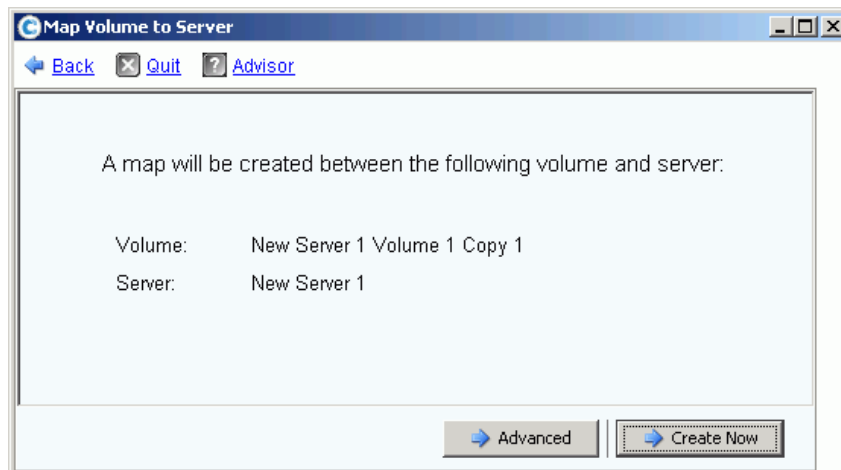 Map Volume to Server
Back Quit Advisor
A map will be created between the following volume and server:
Volume: New Server 1 Volume 1 Copy 1
Server: New Server 1
Advanced Create Now